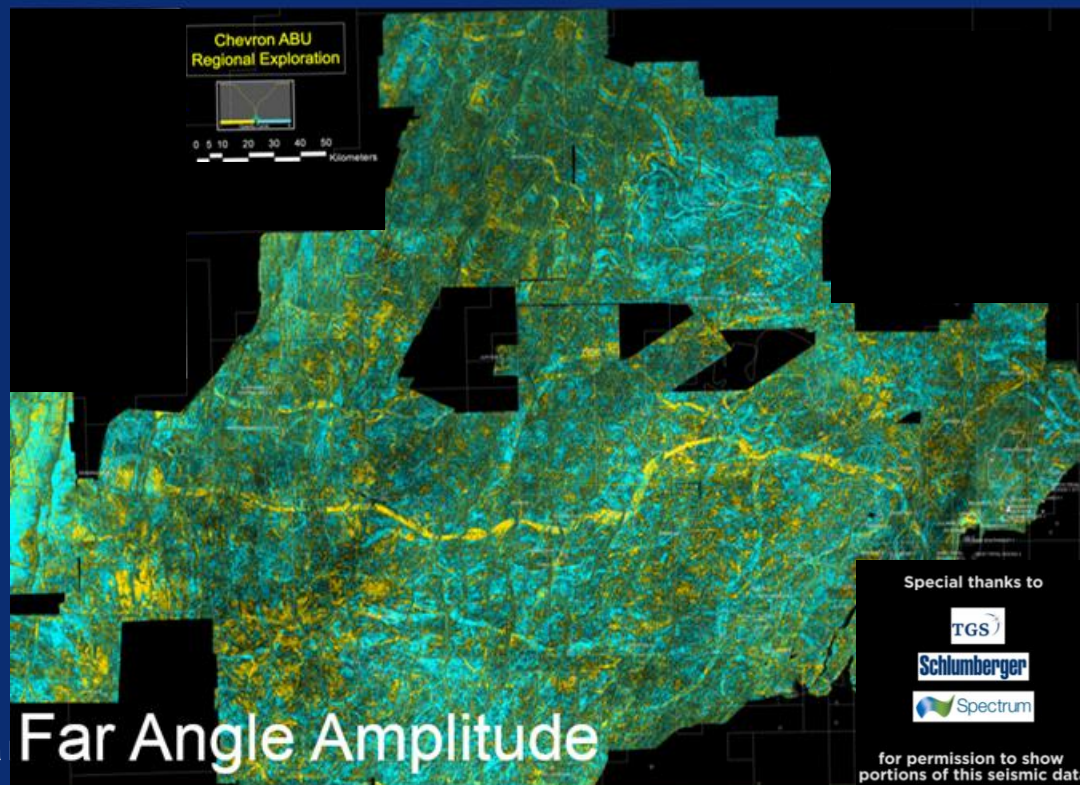 Chevron ABU
Regional Exploration
0 5 10 20 30 40 50
Kilometers
Special thanks to
TGS
Schlumberger
Spectrum
for permission to show
portions of this seismic data
Far Angle Amplitude